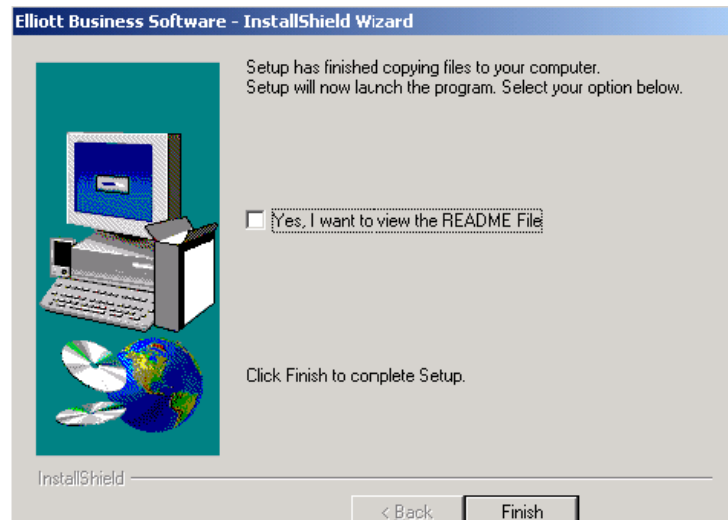 Elliott Business Software - InstallShield Wizard
Setup has finished copying files to your computer.
Setup will now launch the program. Select your option below.
Yes, I want to view the README File
Click Finish to complete Setup.
InstallShield
< Back
Finish